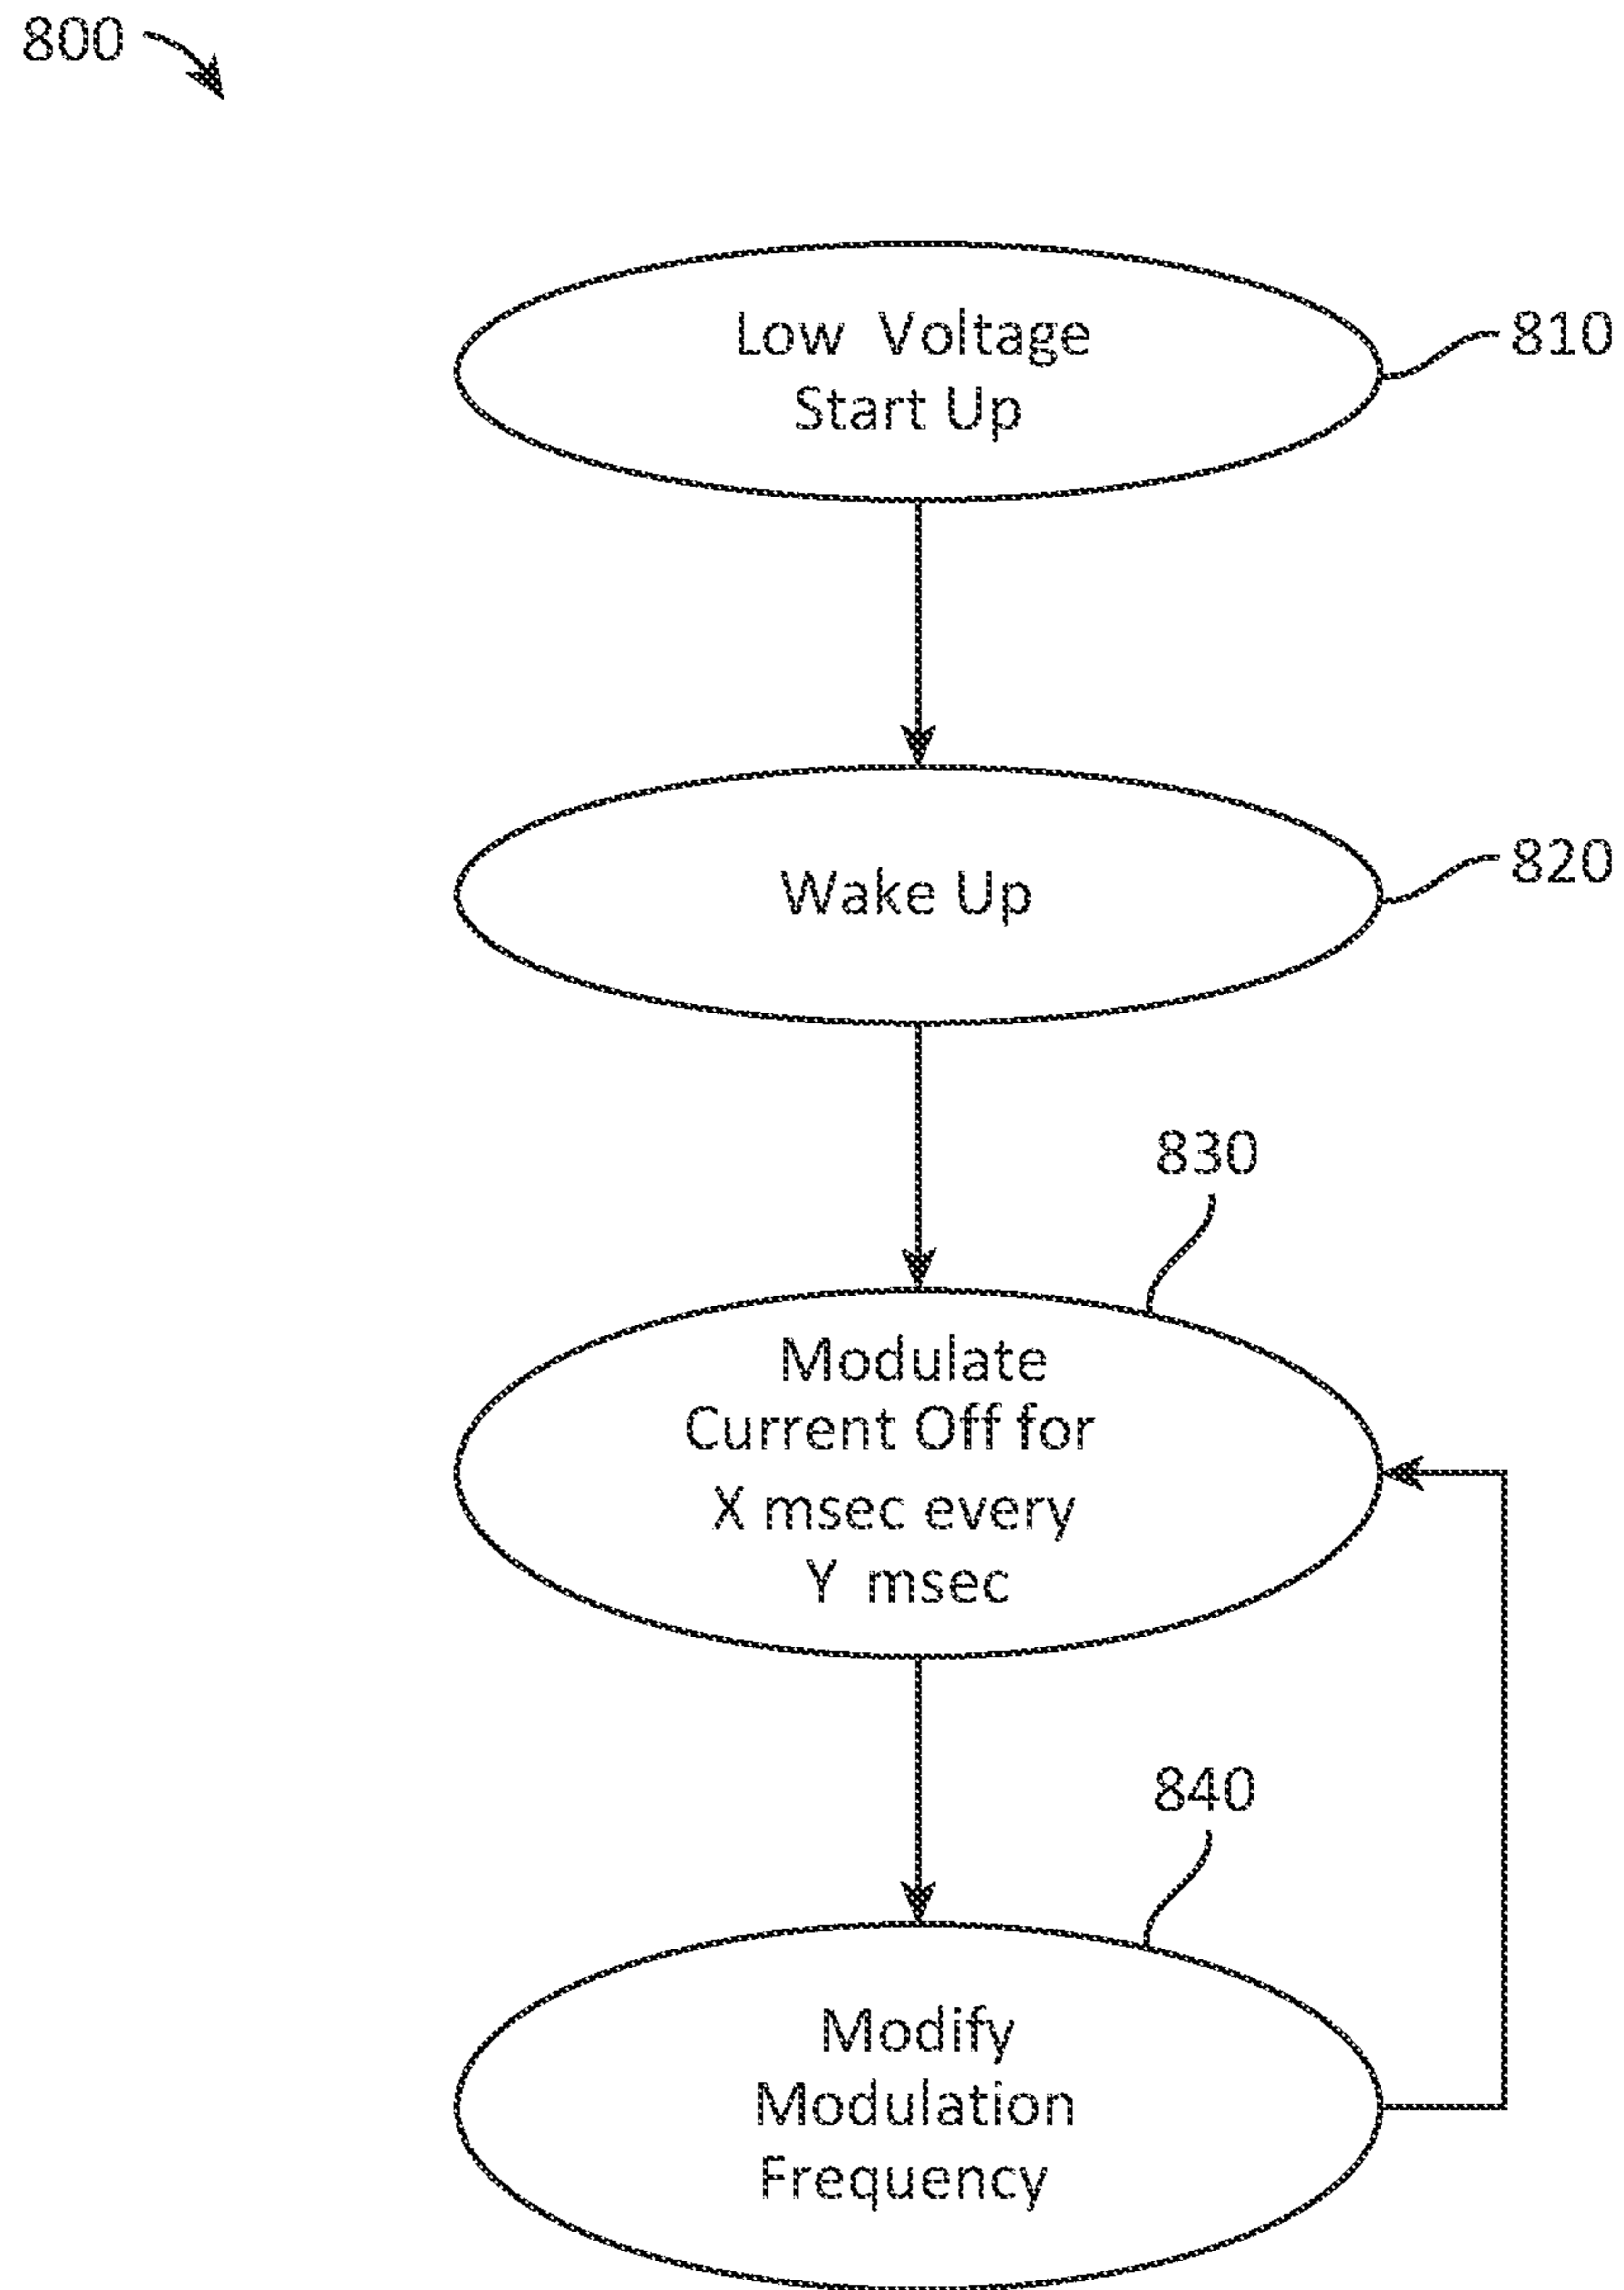 800
Low Voltage
Start Up
810
Wake Up
820
830
Modulate
Current Off for
X msec every
Y msec
840
Modify
Modulation
Frequency